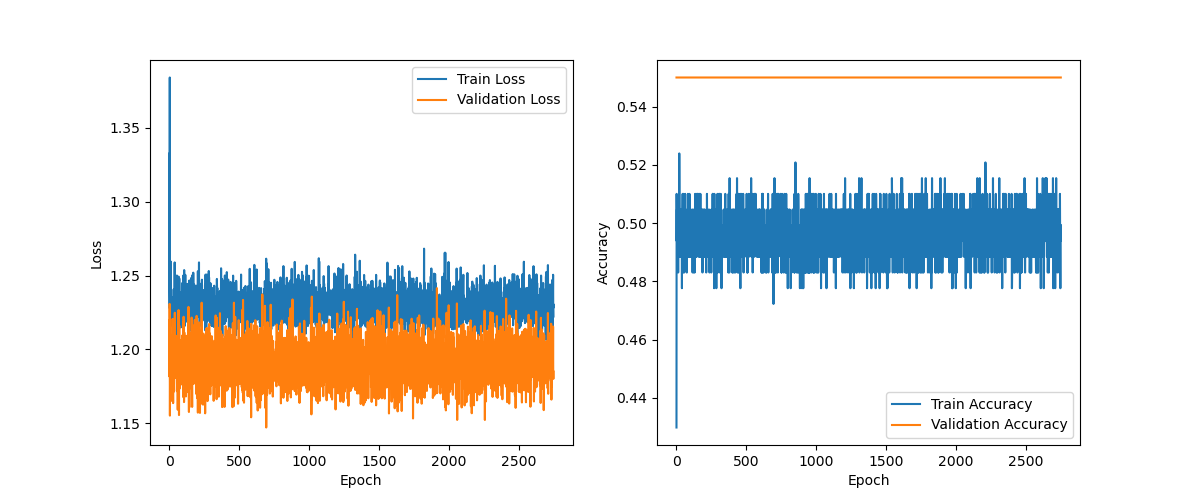 Train Loss
Validation Loss
1.35
1.30
1.25
1.20
1.15
Loss
0 500 1000 1500 2000 2500
Epoch
0.54
0.52
0.50
0.48
0.46
0.44
Accuracy
Train Accuracy
Validation Accuracy
0 500 1000 1500 2000 2500
Epoch